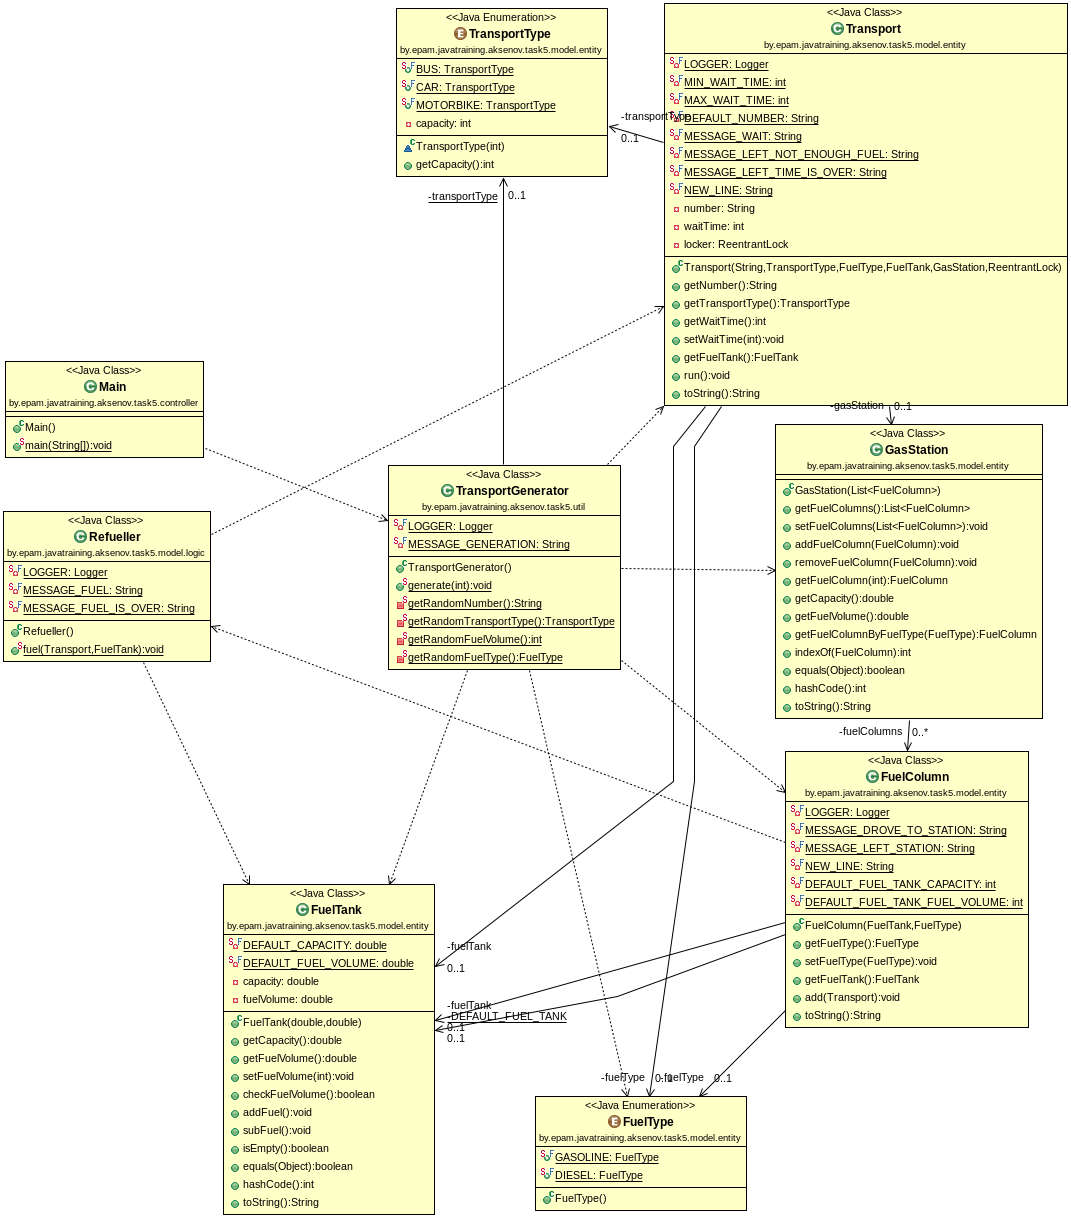 <<Java Enumeration>>
TransportType
by.epam.javatraining.aksenov.task5.model.entity
BUS: TransportType
CAR: TransportType
MOTORBIKE: TransportType
capacity: int
TransportType(int)
getCapacity():int
<<Java Class>>
Transport
by.epam.javatraining.aksenov.task5.model.entity
LOGGER: Logger
MIN_WAIT_TIME: int
MAX_WAIT_TIME: int
DEFAULT_NUMBER: String
MESSAGE_WAIT: String
MESSAGE_LEFT_NOT_ENOUGH_FUEL: String
MESSAGE_LEFT_TIME_IS_OVER: String
NEW_LINE: String
number: String
waitTime: int
locker: ReentrantLock
Transport(String,TransportType,FuelType,FuelTank,GasStation,ReentrantLock)
getNumber():String
getTransportType():TransportType
getWaitTime():int
setWaitTime(int):void
getFuelTank():FuelTank
run():void
toString():String
-transportType
0..1
-transportType
0..1
<<Java Class>>
Main
by.epam.javatraining.aksenov.task5.controller
Main()
main(String[]):void
-gasStation
0..1
<<Java Class>>
GasStation
by.epam.javatraining.aksenov.task5.model.entity
GasStation(List<FuelColumn>)
getFuelColumns():List<FuelColumn>
setFuelColumns(List<FuelColumn>):void
addFuelColumn(FuelColumn):void
removeFuelColumn(FuelColumn):void
getFuelColumn(int):FuelColumn
getCapacity():double
getFuelVolume():double
getFuelColumnByFuelType(FuelType):FuelColumn
indexOf(FuelColumn):int
equals(Object):boolean
hashCode():int
toString():String
<<Java Class>>
TransportGenerator
by.epam.javatraining.aksenov.task5.util
LOGGER: Logger
MESSAGE_GENERATION: String
TransportGenerator()
generate(int):void
getRandomNumber():String
getRandomTransportType():TransportType
getRandomFuelVolume():int
getRandomFuelType():FuelType
<<Java Class>>
Refueller
by.epam.javatraining.aksenov.task5.model.logic
LOGGER: Logger
MESSAGE_FUEL: String
MESSAGE_FUEL_IS_OVER: String
Refueller()
fuel(Transport,FuelTank):void
-fuelColumns
0..*
<<Java Class>>
FuelColumn
by.epam.javatraining.aksenov.task5.model.entity
LOGGER: Logger
MESSAGE_DROVE_TO_STATION: String
MESSAGE_LEFT_STATION: String
NEW_LINE: String
DEFAULT_FUEL_TANK_CAPACITY: int
DEFAULT_FUEL_TANK_FUEL_VOLUME: int
FuelColumn(FuelTank,FuelType)
getFuelType():FuelType
setFuelType(FuelType):void
getFuelTank():FuelTank
add(Transport):void
toString():String
<<Java Class>>
FuelTank
by.epam.javatraining.aksenov.task5.model.entity
DEFAULT_CAPACITY: double
DEFAULT_FUEL_VOLUME: double
capacity: double
fuelVolume: double
FuelTank(double,double)
getCapacity():double
getFuelVolume():double
setFuelVolume(int):void
checkFuelVolume():boolean
addFuel():void
subFuel():void
isEmpty():boolean
equals(Object):boolean
hashCode():int
toString():String
-fuelTank
0..1
-fuelTank
-DEFAULT_FUEL_TANK
0..1
0..1
-fuelType
0..1
-fuelType
0..1
<<Java Enumeration>>
FuelType
by.epam.javatraining.aksenov.task5.model.entity
GASOLINE: FuelType
DIESEL: FuelType
FuelType()